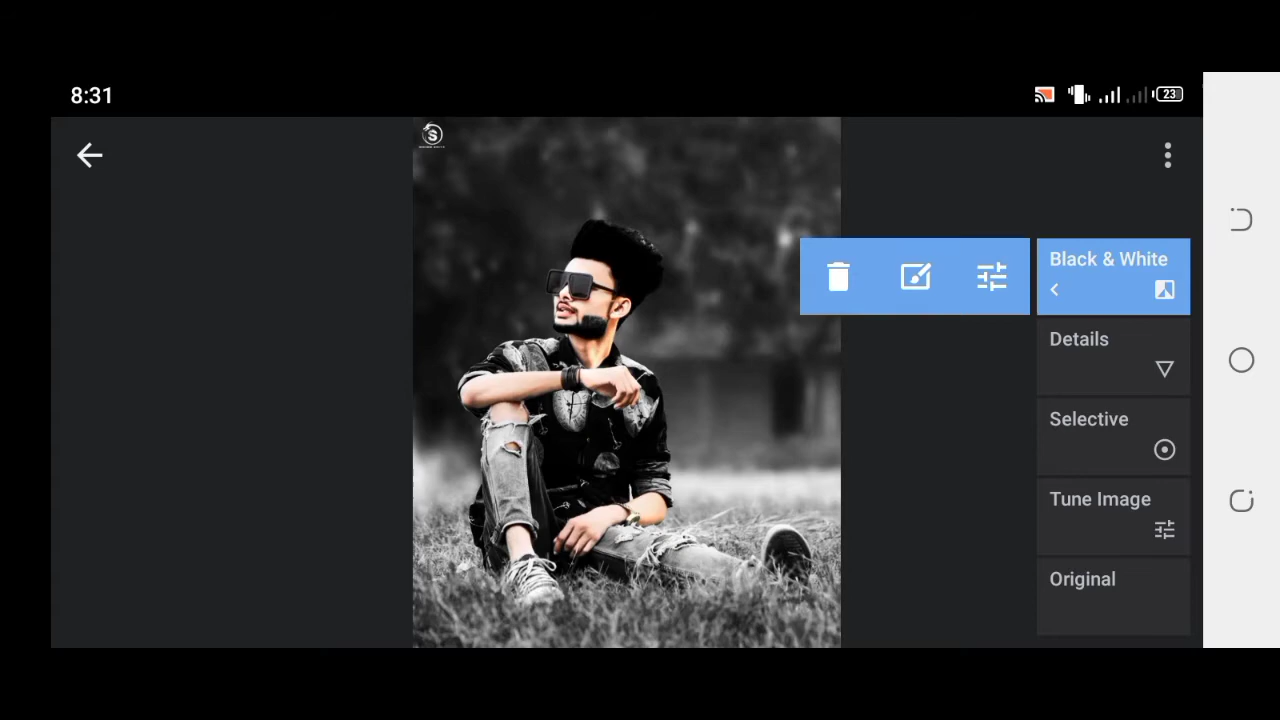 8:31
23
S
Black & White
Details
Selective
Tune Image
Original